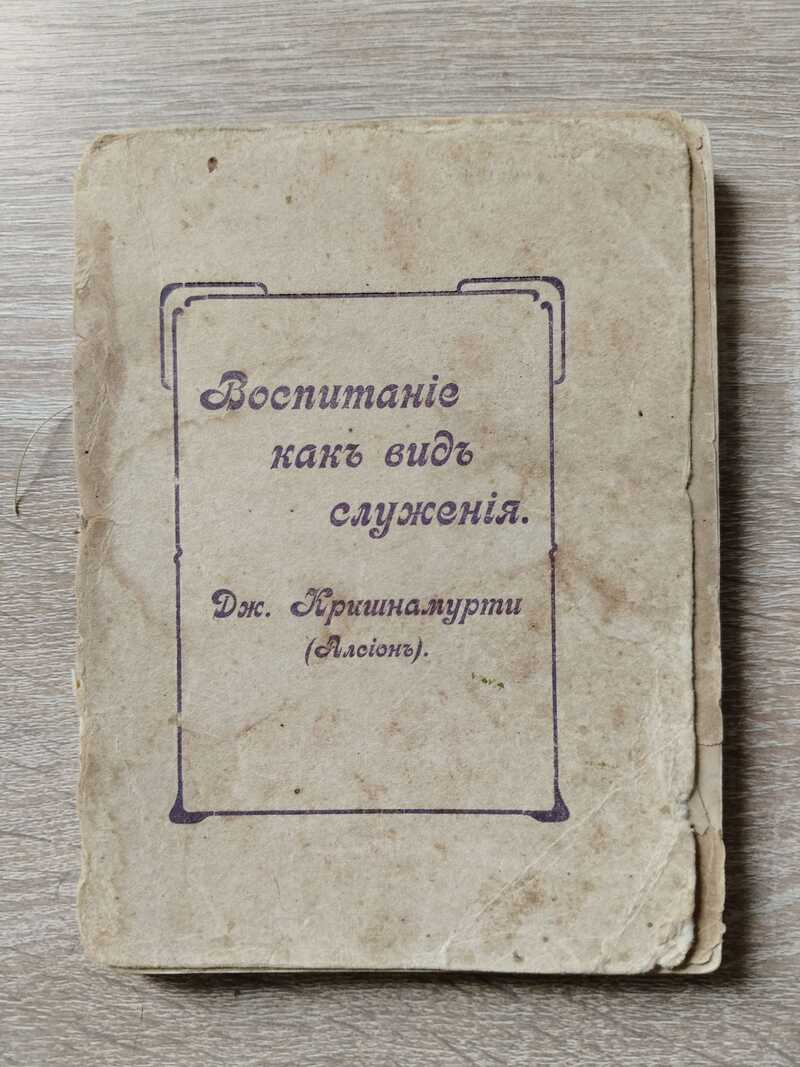 Воспитаніе
какъ видъ
служенія.
Дж. Кришнамурти
(Алсіонъ).